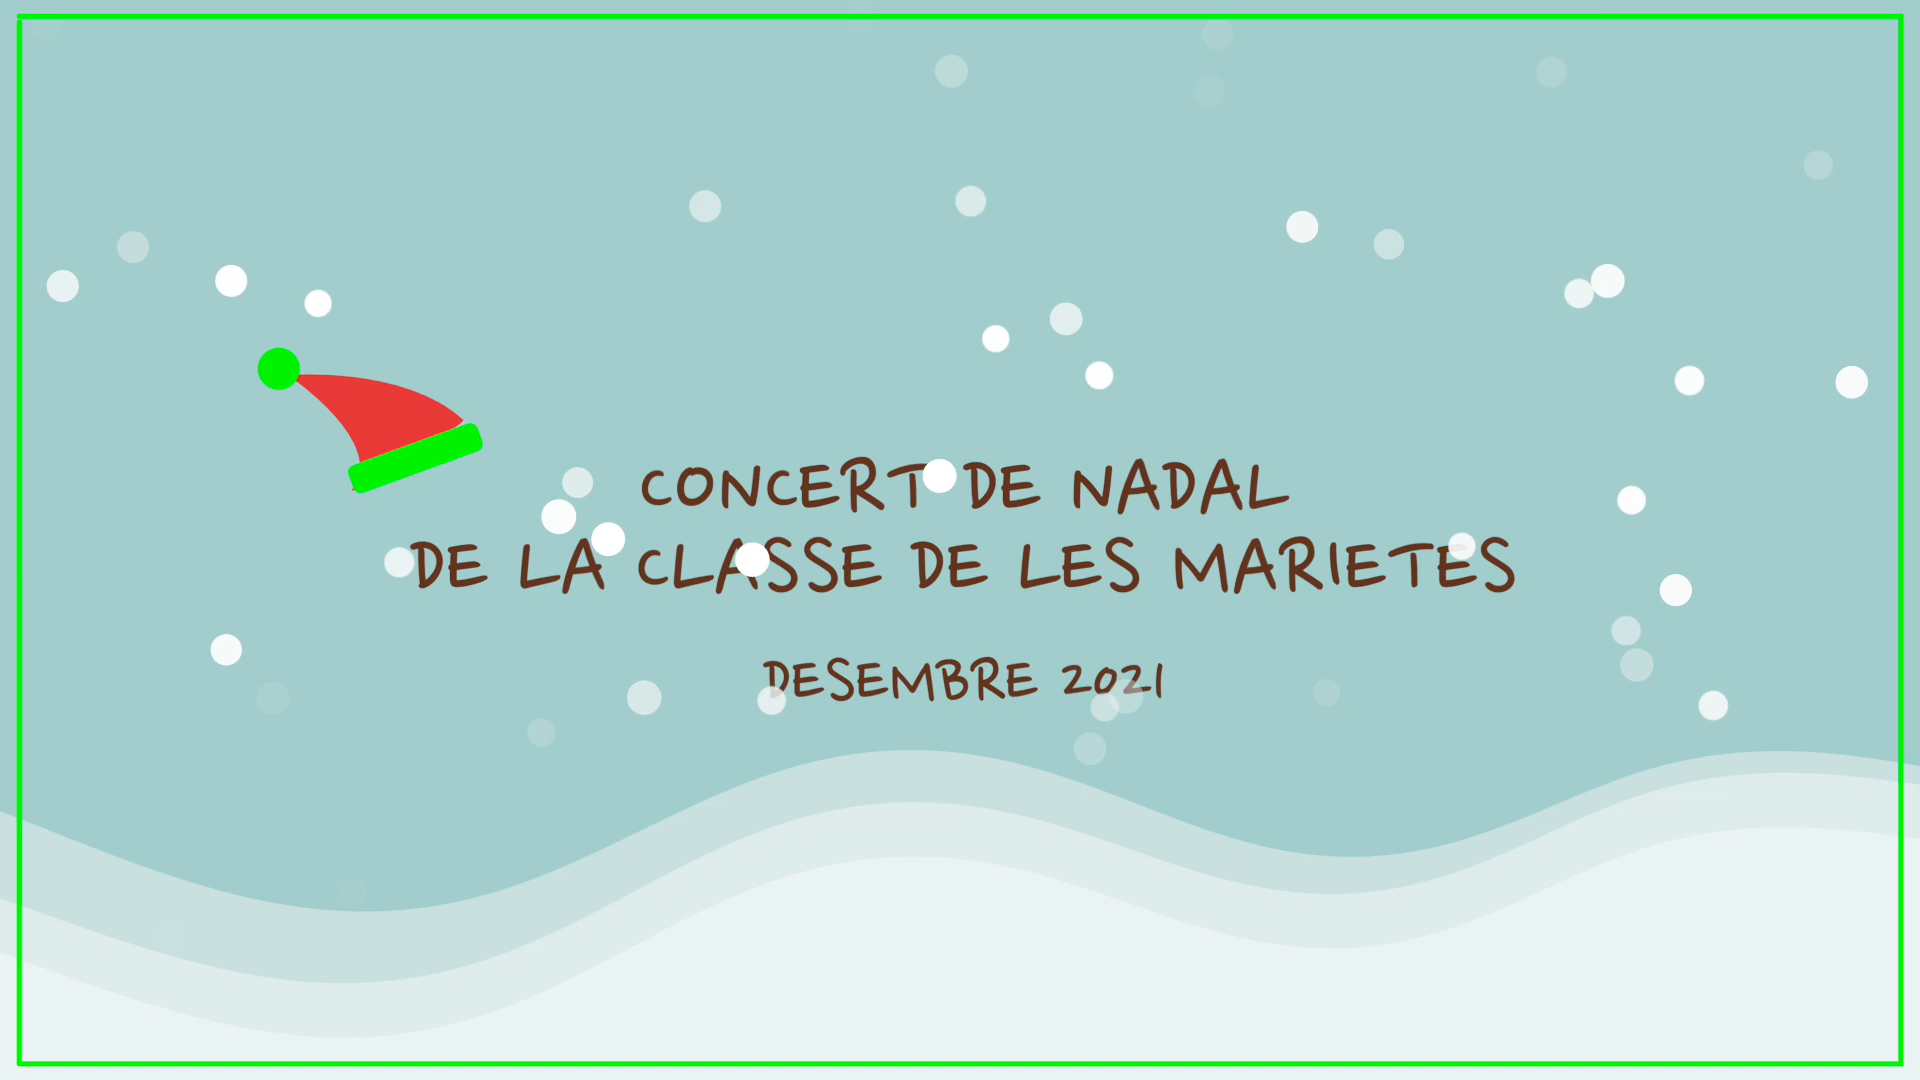 CONCERT DE NADAL
DE LA CLASSE DE LES MARIETES
DESEMBRE 2021